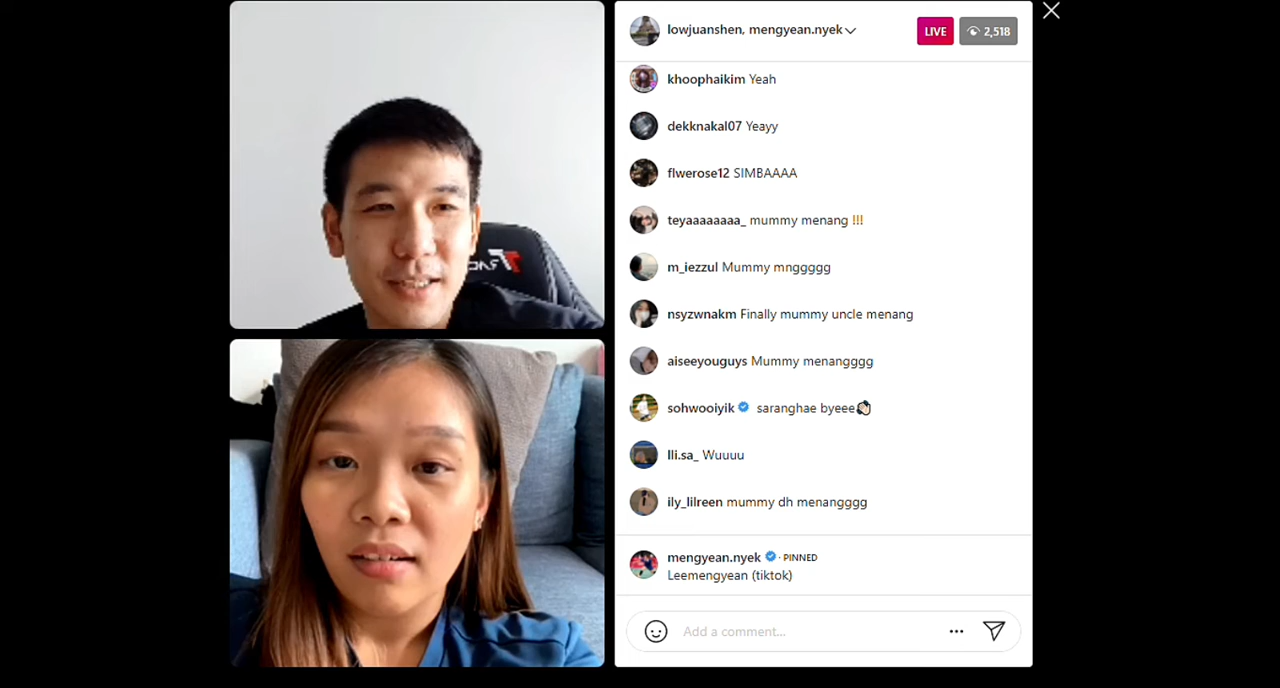 lowjuanshen, mengyean.nyek
LIVE
2,518
khoophaikim Yeah
dekknakal07 Yeayy
flwerose12 SIMBAAAA
teyaaaaaaaa_ mummy menang !!!
m_iezzul Mummy mnggggg
nsyzwnakm Finally mummy uncle menang
aiseeyouguys Mummy menangggg
sohwooiyik saranghae byeee👏🏻
lli.sa_ Wuuuu
ily_lilreen mummy dh menangggg
mengyean.nyek · PINNED
Leemengyean (tiktok)
Add a comment...